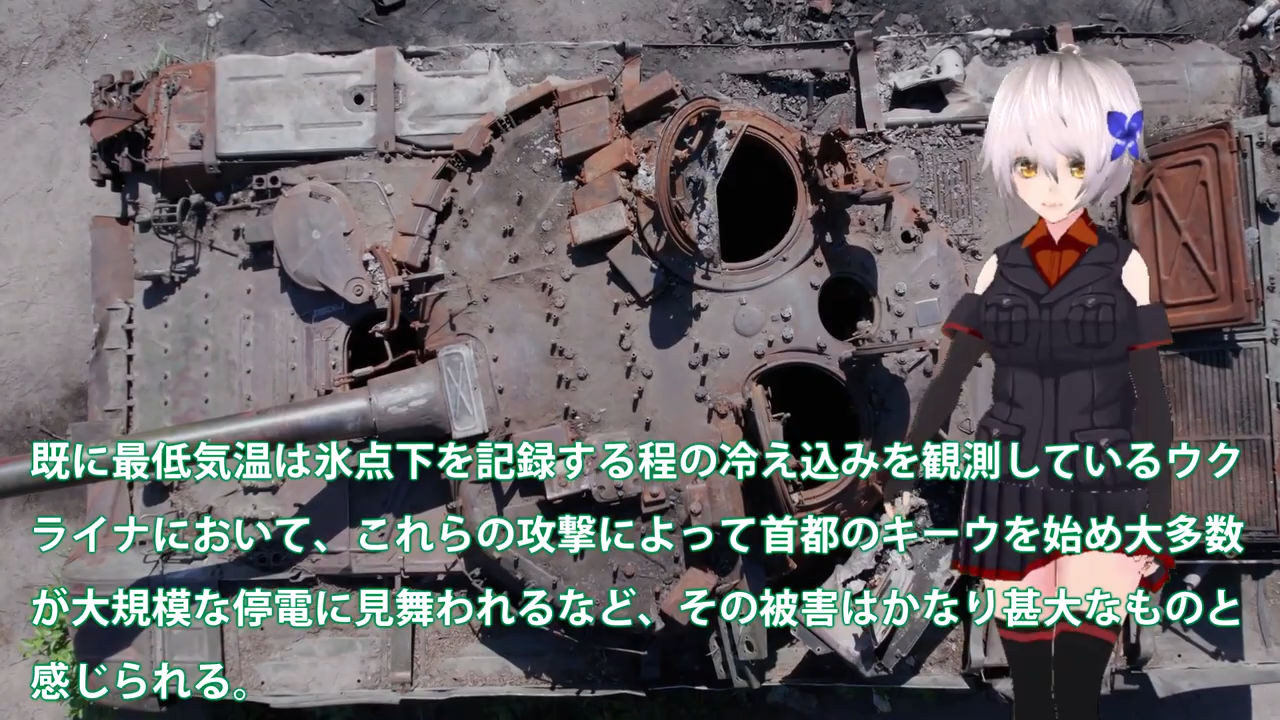 既に最低気温は氷点下を記録する程の冷え込みを観測しているウク
ライナにおいて、これらの攻撃によって首都のキーウを始め大多数
が大規模な停電に見舞われるなど、その被害はかなり甚大なものと
感じられる。